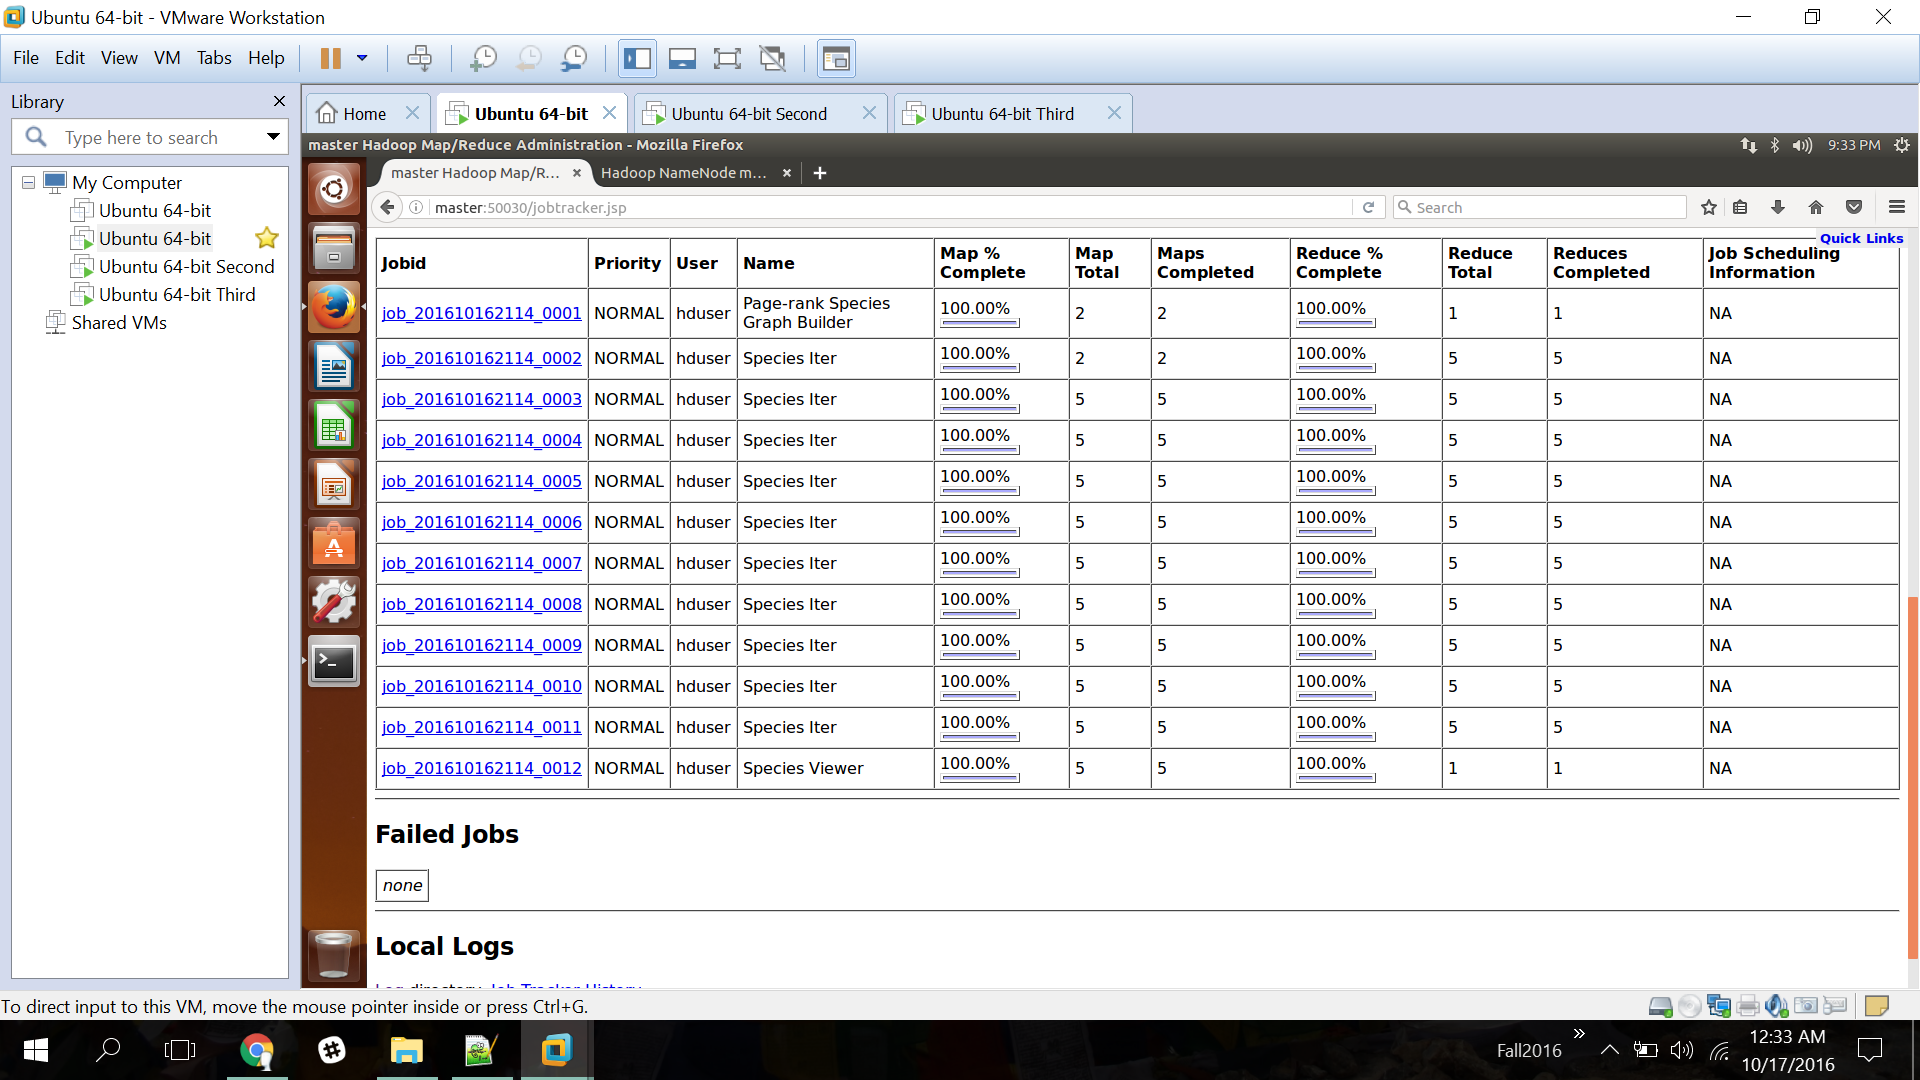 Ubuntu 64-bit - VMware Workstation
File Edit View VM Tabs Help
Library
Type here to search
My Computer
Ubuntu 64-bit
Ubuntu 64-bit
Ubuntu 64-bit Second
Ubuntu 64-bit Third
Shared VMs
Home
Ubuntu 64-bit
Ubuntu 64-bit Second
Ubuntu 64-bit Third
master Hadoop Map/Reduce Administration - Mozilla Firefox
9:33 PM
master Hadoop Map/R...
Hadoop NameNode m...
master:50030/jobtracker.jsp
Search
Quick Links
Jobid Priority User Name Map % Complete Map Total Maps Completed Reduce % Complete Reduce Total Reduces Completed Job Scheduling Information
job_201610162114_0001 NORMAL hduser Page-rank Species Graph Builder 100.00% 2 2 100.00% 1 1 NA
job_201610162114_0002 NORMAL hduser Species Iter 100.00% 2 2 100.00% 5 5 NA
job_201610162114_0003 NORMAL hduser Species Iter 100.00% 5 5 100.00% 5 5 NA
job_201610162114_0004 NORMAL hduser Species Iter 100.00% 5 5 100.00% 5 5 NA
job_201610162114_0005 NORMAL hduser Species Iter 100.00% 5 5 100.00% 5 5 NA
job_201610162114_0006 NORMAL hduser Species Iter 100.00% 5 5 100.00% 5 5 NA
job_201610162114_0007 NORMAL hduser Species Iter 100.00% 5 5 100.00% 5 5 NA
job_201610162114_0008 NORMAL hduser Species Iter 100.00% 5 5 100.00% 5 5 NA
job_201610162114_0009 NORMAL hduser Species Iter 100.00% 5 5 100.00% 5 5 NA
job_201610162114_0010 NORMAL hduser Species Iter 100.00% 5 5 100.00% 5 5 NA
job_201610162114_0011 NORMAL hduser Species Iter 100.00% 5 5 100.00% 5 5 NA
job_201610162114_0012 NORMAL hduser Species Viewer 100.00% 5 5 100.00% 1 1 NA
Failed Jobs
none
Local Logs
Log directory, Job Tracker History
To direct input to this VM, move the mouse pointer inside or press Ctrl+G.
Fall2016
12:33 AM
10/17/2016